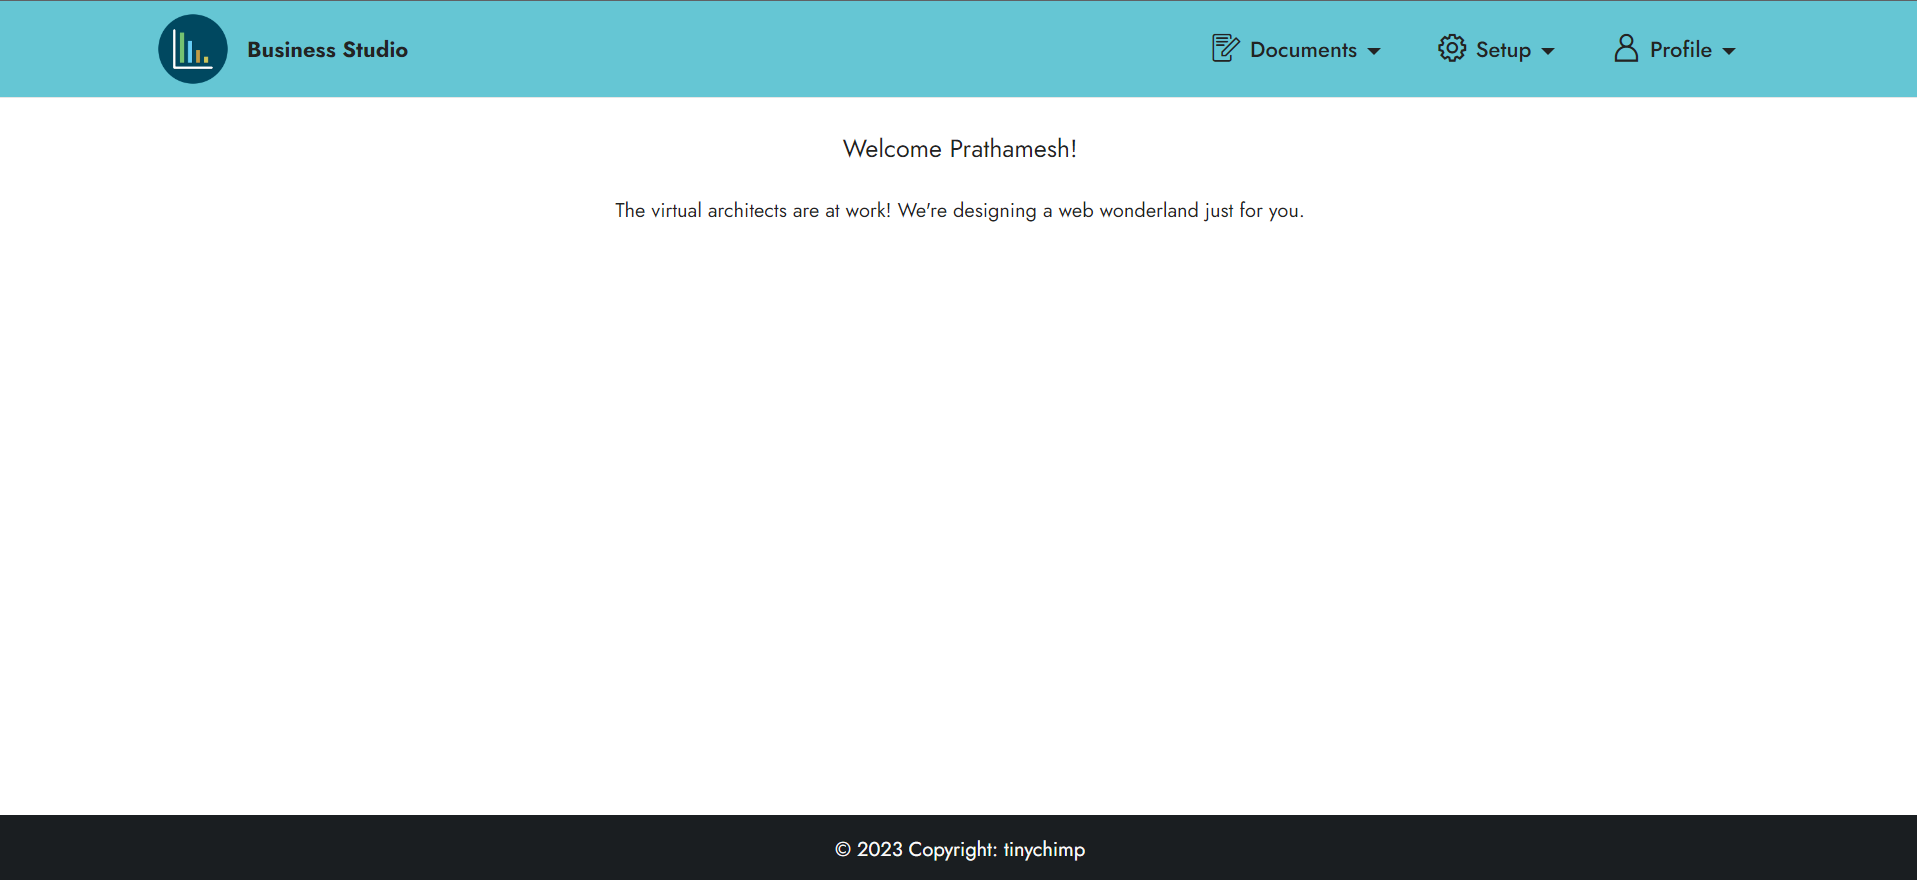 Business Studio
Documents
Setup
Profile
Welcome Prathamesh!
The virtual architects are at work! We're designing a web wonderland just for you.
© 2023 Copyright: tinychimp